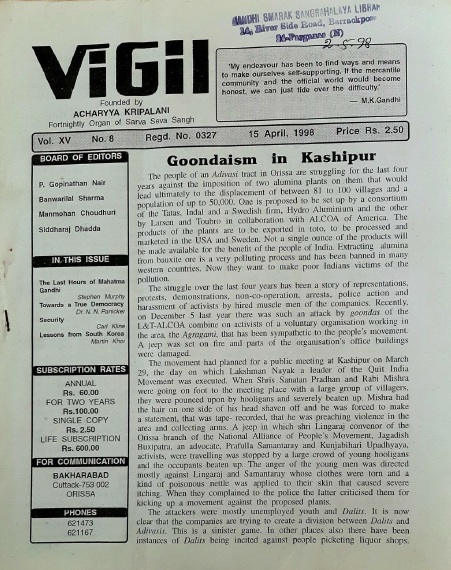 GANDHI SMARAK SANGRAHALAYA LIBRARY
14, River Side Road, Barrackpore
24-Parganas (N)
2-5-98
ViGil
Founded by
ACHARYYA KRIPALANI
Fortnightly Organ of Sarva Seva Sangh
'My endeavour has been to find ways and means
to make ourselves self-supporting. If the mercantile
community and the official world would become
honest, we can just tide over the difficulty.'
— M.K.Gandhi
Vol. XV No. 8 Regd. No. 0327 15 April, 1998 Price Rs. 2.50
BOARD OF EDITORS
P. Gopinathan Nair
Banwarilal Sharma
Manmohan Choudhuri
Siddharaj Dhadda
IN THIS ISSUE
The Last Hours of Mahatma
Gandhi
Stephen Murphy
Towards a True Democracy
Dr. N. N. Panicker
Security
Carl Kline
Lessons from South Korea
Martin Khor
SUBSCRIPTION RATES
ANNUAL
Rs. 60.00
FOR TWO YEARS
Rs.100.00
SINGLE COPY
Rs.2.50
LIFE SUBSCRIPTION
Rs.600.00
FOR COMMUNICATION
BAKHARABAD
Cuttack-753 002
ORISSA
PHONES
621473
621167
Goondaism in Kashipur
The people of an Adivasi tract in Orissa are struggling for the last four
years against the imposition of two alumina plants on them that would
lead ultimately to the displacement of between 81 to 100 villages and a
population of up to 50,000. One is proposed to be set up by a consortium
of the Tatas, Indal and a Swedish firm, Hydro Aluminium and the other
by Larsen and Toubro in collaboration with ALCOA of America. The
products of the plants are to be exported in toto, to be processed and
marketed in the USA and Sweden. Not a single ounce of the products will
be made available for the benefit of the people of India. Extracting alumina
from bauxite ore is a very polluting process and has been banned in many
western countries. Now they want to make poor Indians victims of the
pollution.
The struggle over the last four years has been a story of representations,
protests, demonstrations, non-co-operation, arrests, police action and
harassment of activists by hired muscle men of the companies. Recently,
on December 5 last year there was such an attack by goondas of the
L&T-ALCOA combine on activists of a voluntary organisation working in
the area, the Agragami, that has been sympathetic to the people's movement.
A jeep was set on fire and parts of the organisation's office buildings
were damaged.
The movement had planned for a public meeting at Kashipur on March
29, the day on which Lakshman Nayak a leader of the Quit India
Movement was executed. When Shris Sanatan Pradhan and Rabi Mishra
were going on foot to the meeting place with a large group of villagers,
they were pounced upon by hooligans and severely beaten up. Mishra had
the hair on one side of his head shaven off and he was forced to make
a statement, that was tape- recorded, that he was preaching violence in the
area and collecting arms. A jeep in which shri Lingaraj convenor of the
Orissa branch of the National Alliance of People's Movement, Jagadish
, an advocate, Prafulla Samantaray and Kunjabihari Upadhyaya,
activists, were travelling was stopped by a large crowd of young hooligans
and the occupants beaten up. The anger of the young men was directed
mostly against Lingaraj and Samantaray whose clothes were torn and a
kind of poisonous nettle was applied to their skin that caused severe
itching. When they complained to the police the latter criticised them for
kicking up a movement against the proposed plants.
The attackers were mostly unemployed youth and Dalits. It is now
clear that the companies are trying to create a division between Dalits and
Adivasis. This is a sinister game. In other places also there have been
instances of Dalits being incited against people picketing liquor shops,